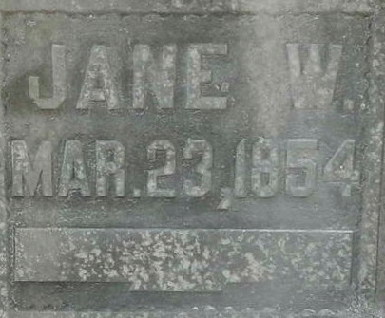 JANE W.
MAR. 23, 1854